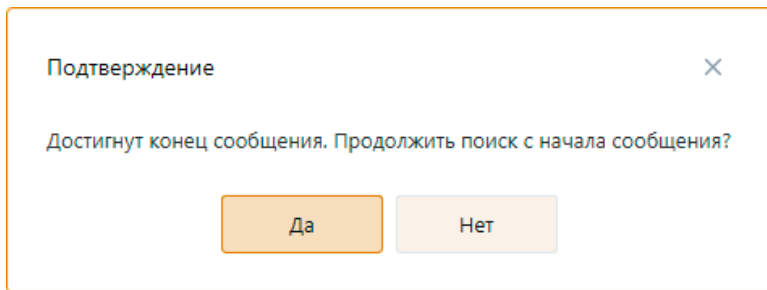 Подтверждение
Достигнут конец сообщения. Продолжить поиск с начала сообщения?
Да
Нет